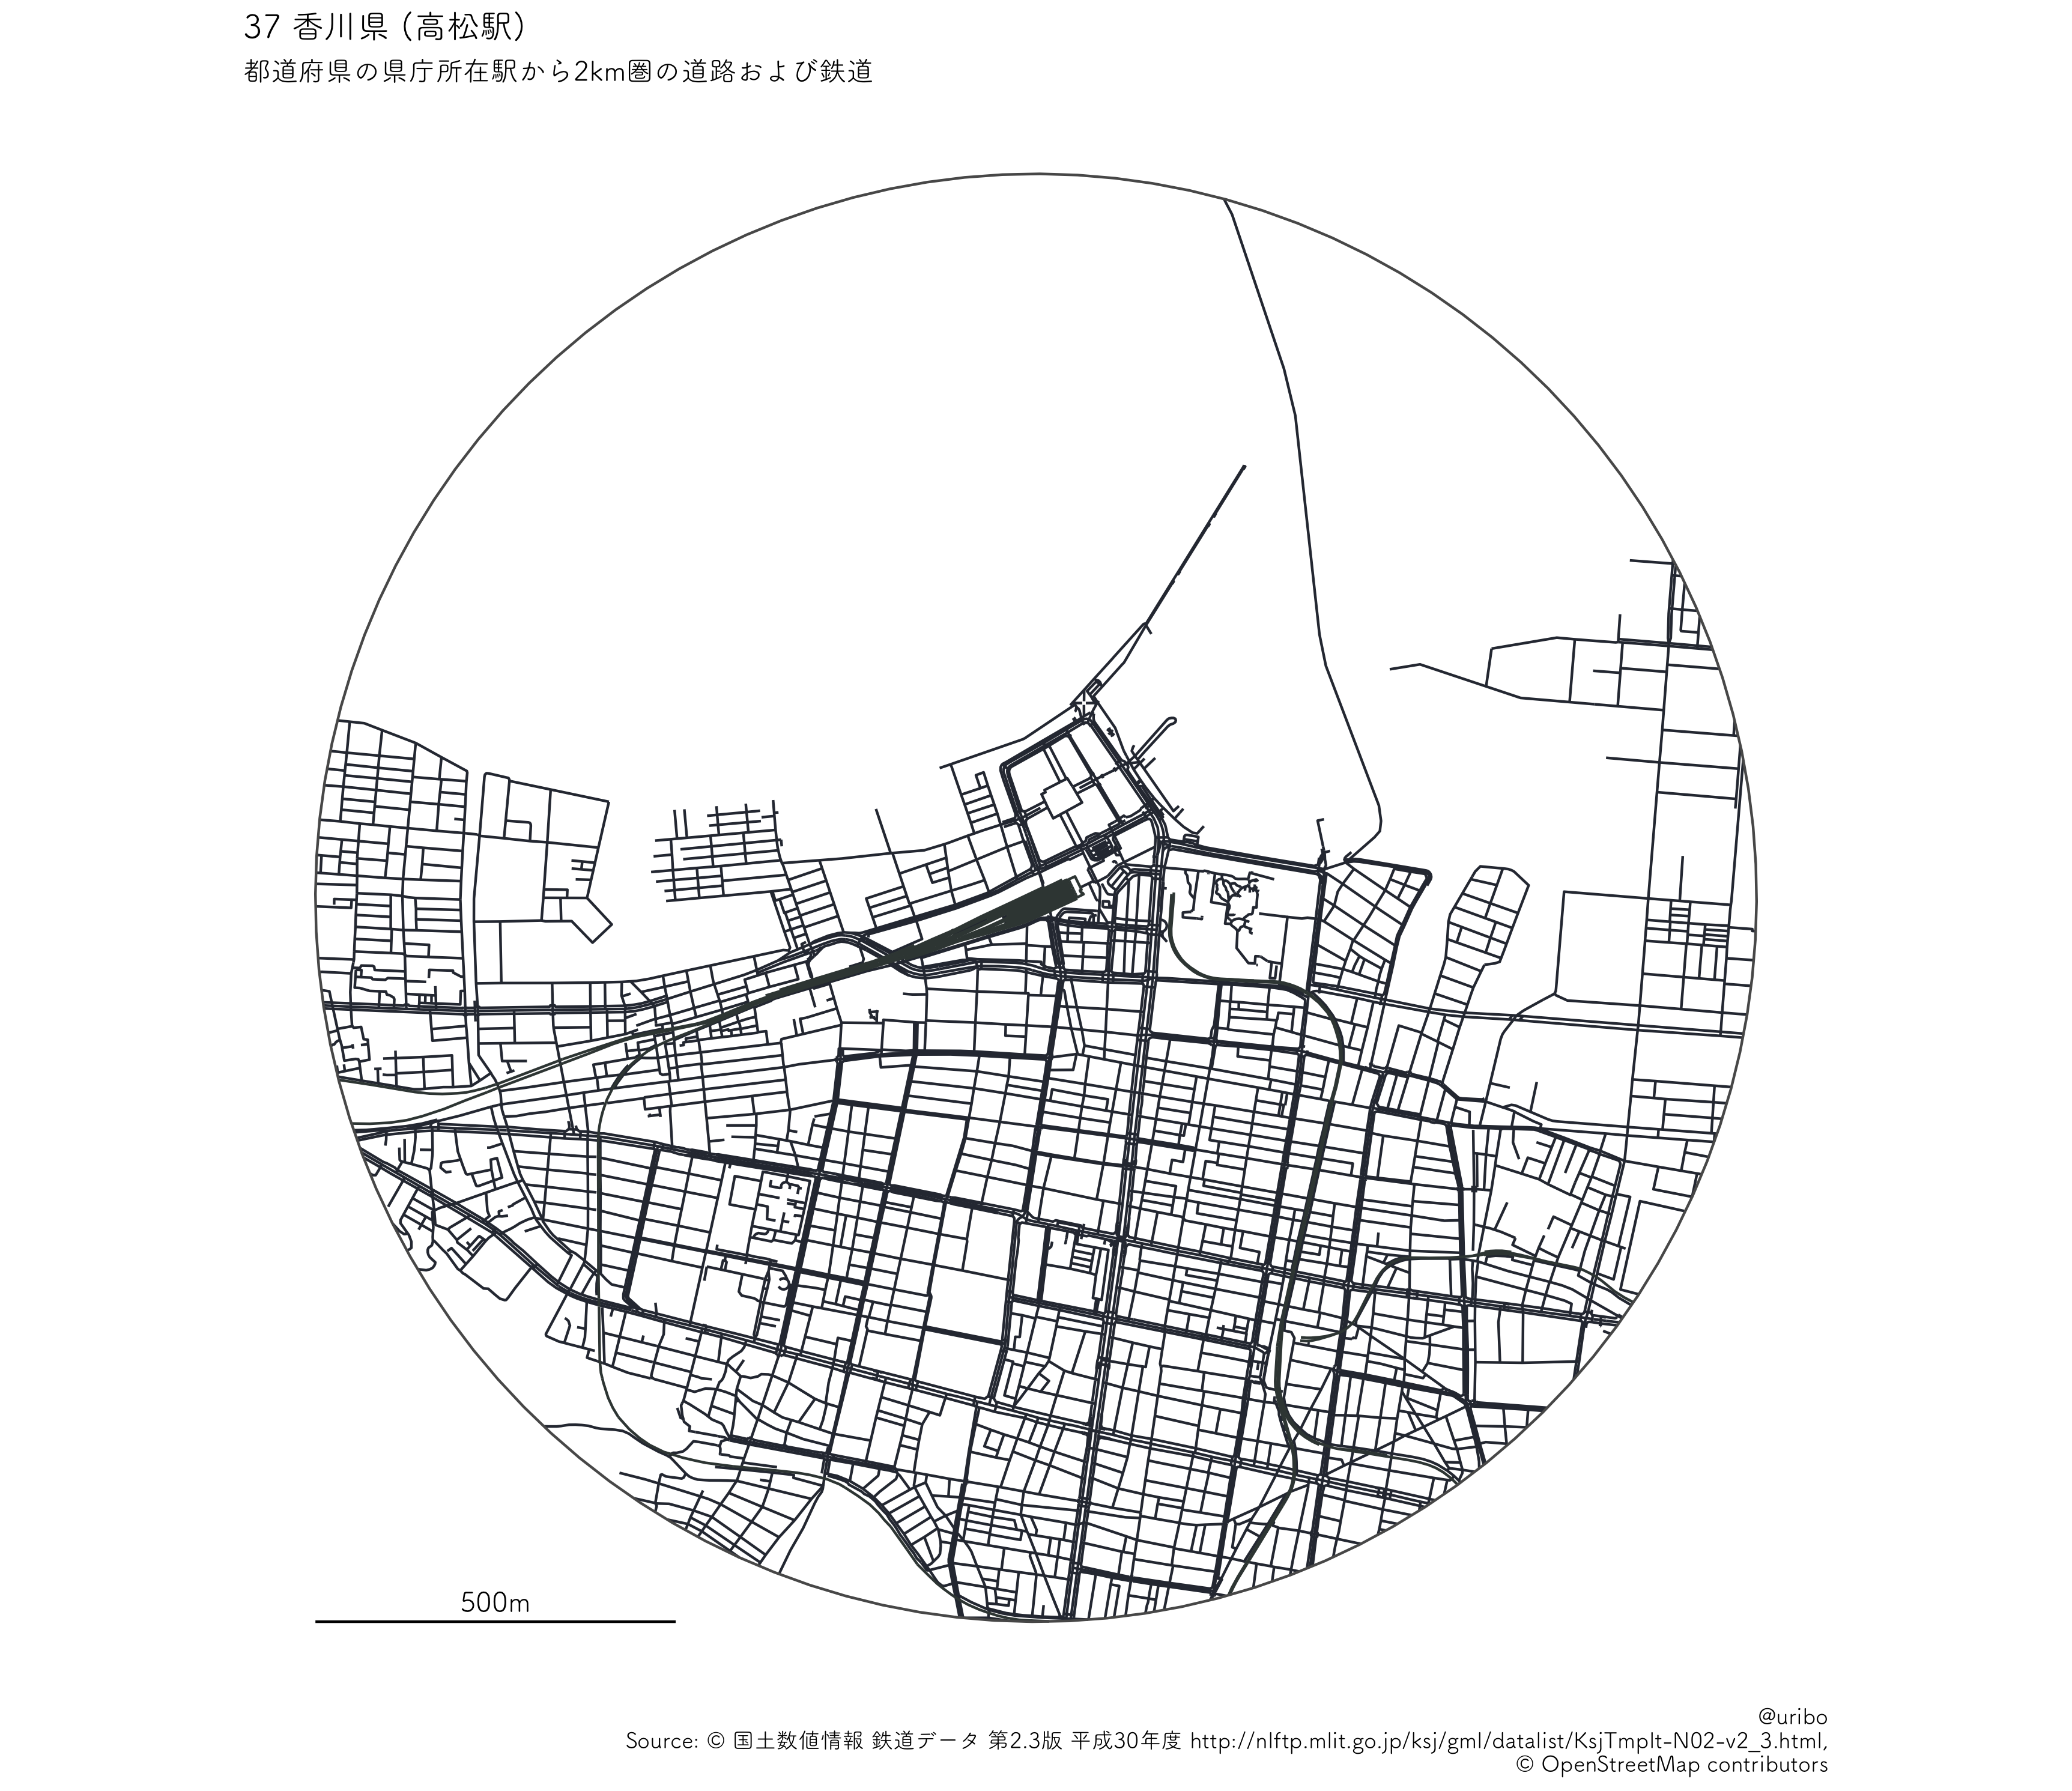 37 香川県 (高松駅)
都道府県の県庁所在駅から2km圏の道路および鉄道
500m
@uribo
Source: © 国土数値情報 鉄道データ 第2.3版 平成30年度 http://nlftp.mlit.go.jp/ksj/gml/datalist/KsjTmplt-N02-v2_3.html,
© OpenStreetMap contributors